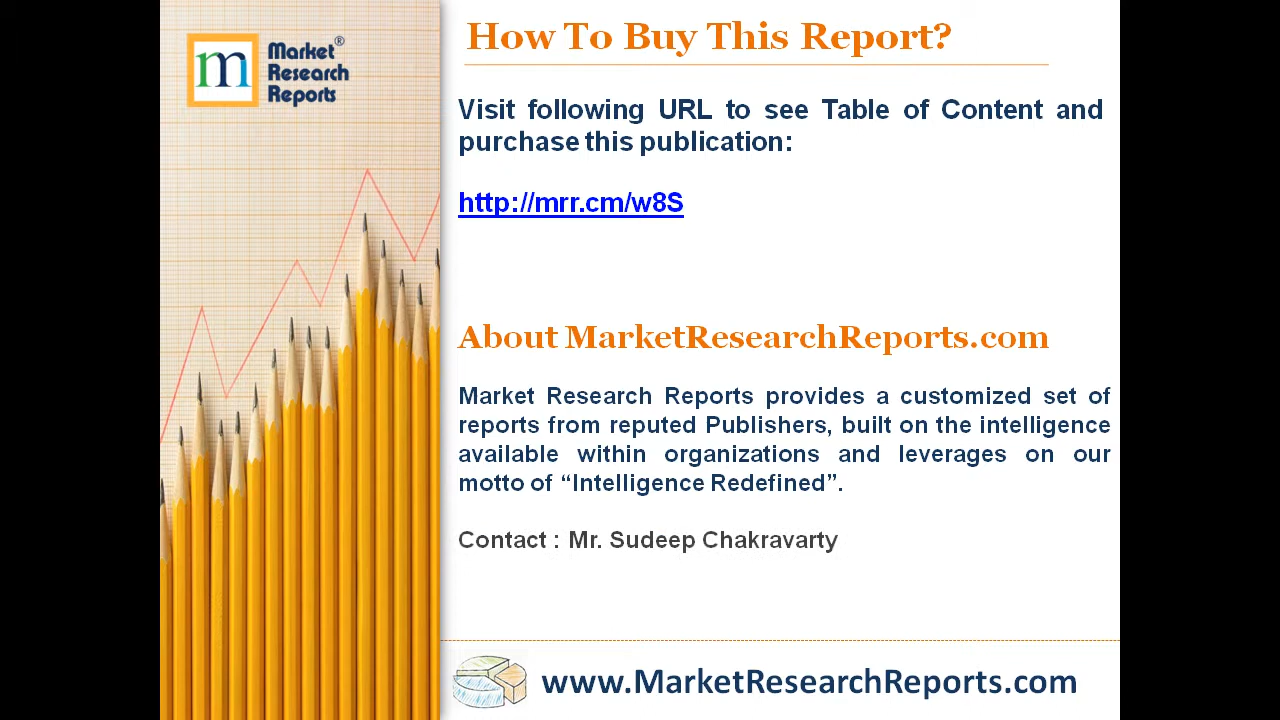 m
Market®
Research
Reports
How To Buy This Report?
Visit following URL to see Table of Content and
purchase this publication:
http://mrr.cm/w8S
About MarketResearchReports.com
Market Research Reports provides a customized set of
reports from reputed Publishers, built on the intelligence
available within organizations and leverages on our
motto of “Intelligence Redefined”.
Contact : Mr. Sudeep Chakravarty
www.MarketResearchReports.com